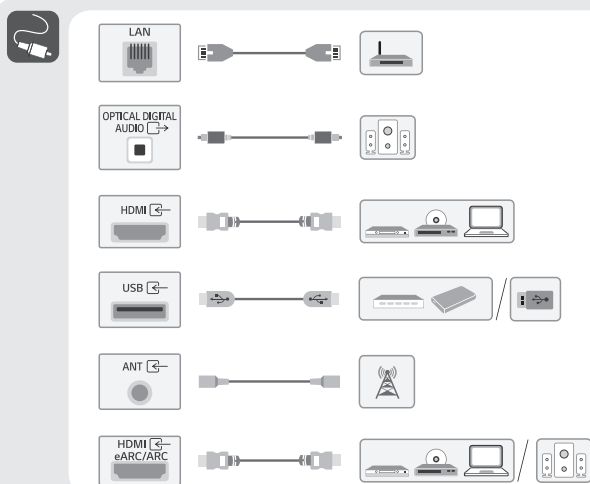 LAN
OPTICAL DIGITAL
AUDIO
HDMI
USB
ANT
HDMI
eARC/ARC